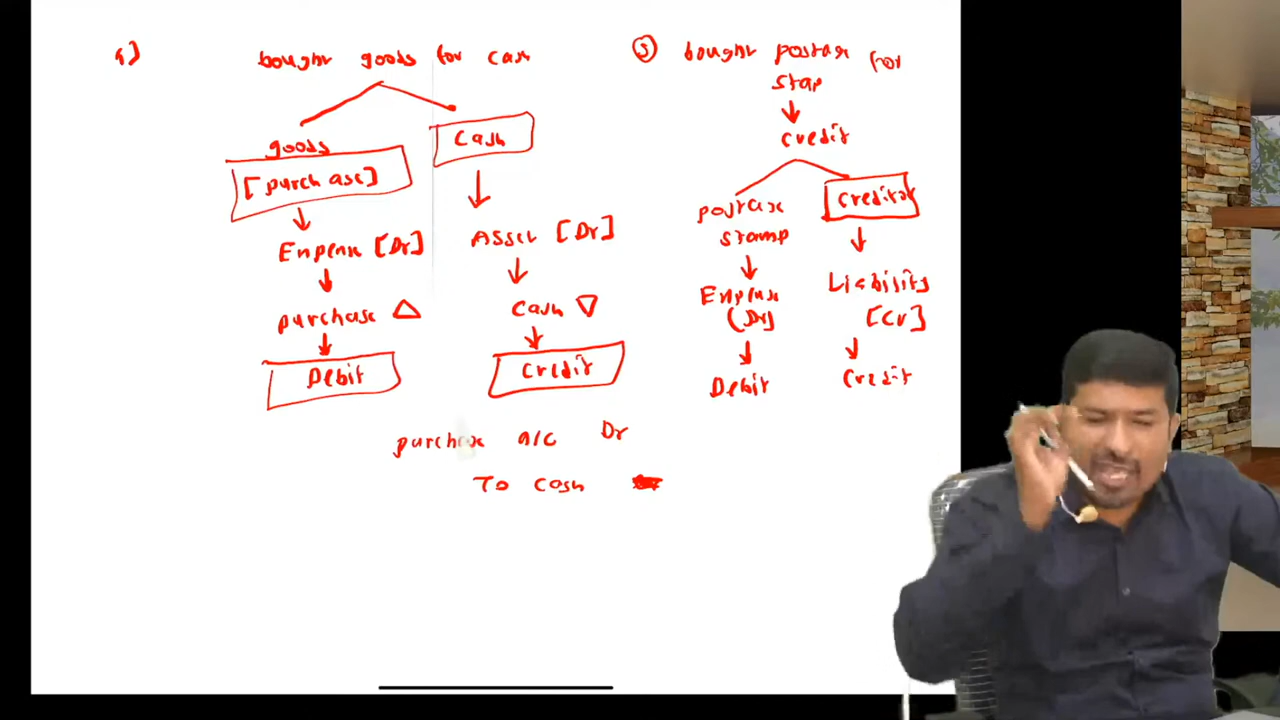 4)
bought goods for cash
goods
[purchase]
Expense [Dr]
purchase △
Debit
Cash
Asset [Dr]
Cash ▽
Credit
purchase a/c Dr
To cash
⑤ bought postage for
stap
credit
postage
stamp
Expense
[Dr]
Debit
Creditor
Liability
[Cr]
Credit